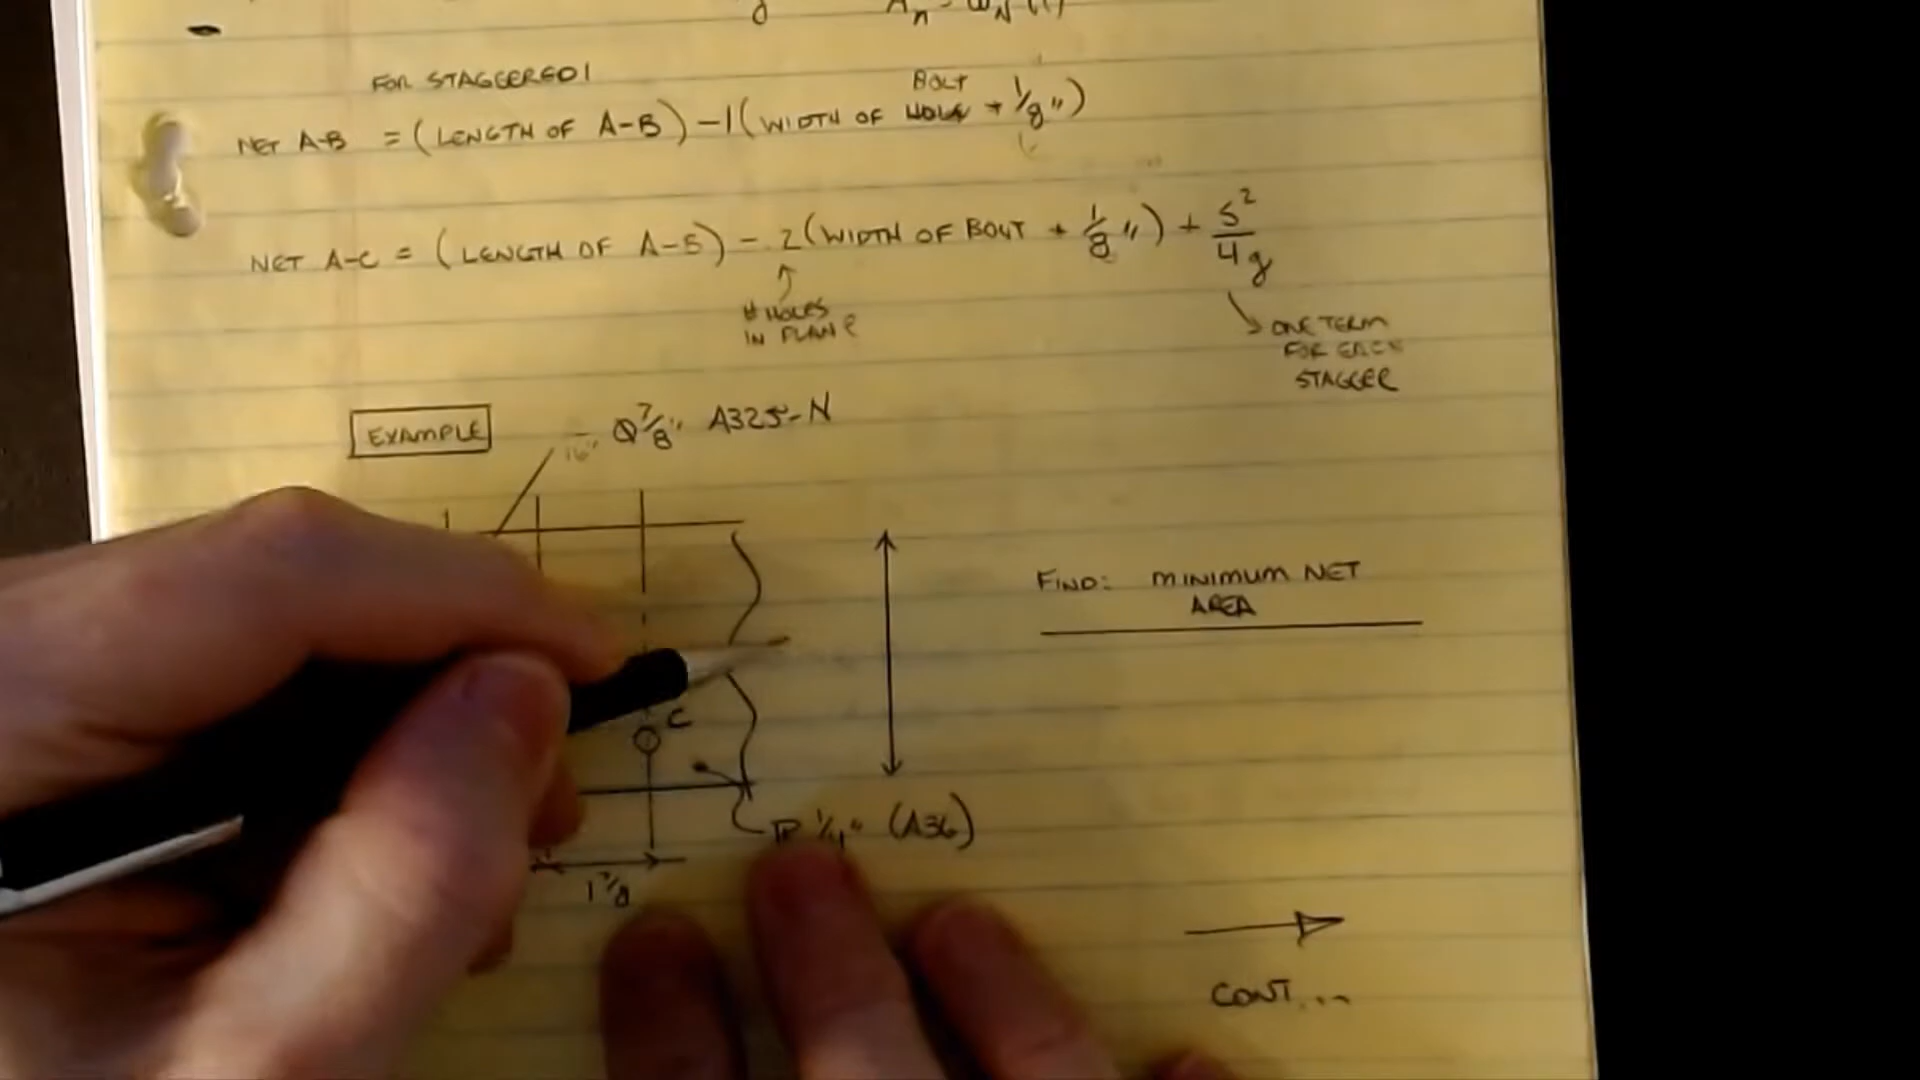 An = WN (t)
FOR STAGGERED!
BOLT
NET A-B = (LENGTH OF A-B) - 1 (WIDTH OF HOLE + 1/8")
NET A-C = (LENGTH OF A-B) - 2 (WIDTH OF BOLT + 1/8") + S²/4g
# HOLES
IN PLANE
ONE TERM
FOR EACH
STAGGER
EXAMPLE
Ø 7/8" A325-N
FIND: MINIMUM NET
AREA
C
1/4" (A36)
1 7/8
CONT...